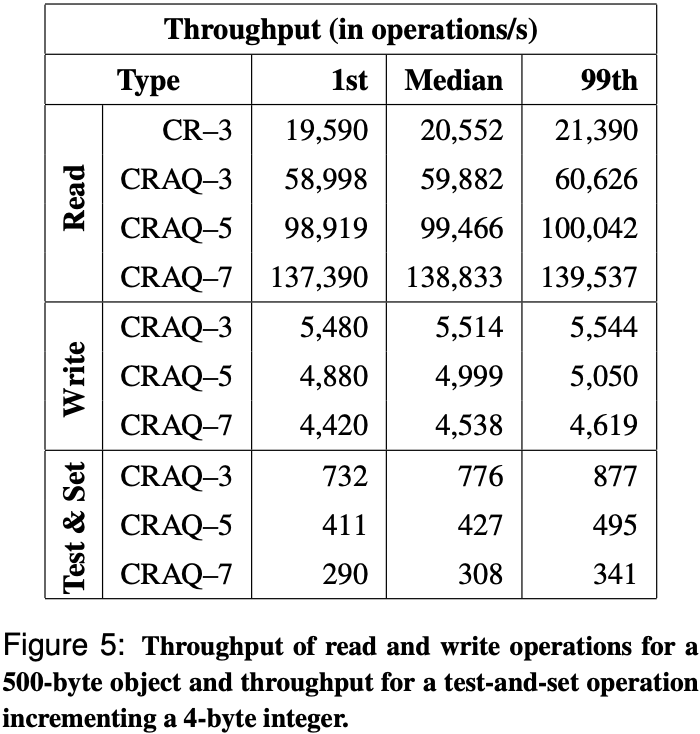 Throughput (in operations/s)
Type 1st Median 99th
Read
CR–3 19,590 20,552 21,390
CRAQ–3 58,998 59,882 60,626
CRAQ–5 98,919 99,466 100,042
CRAQ–7 137,390 138,833 139,537
Write
CRAQ–3 5,480 5,514 5,544
CRAQ–5 4,880 4,999 5,050
CRAQ–7 4,420 4,538 4,619
Test & Set
CRAQ–3 732 776 877
CRAQ–5 411 427 495
CRAQ–7 290 308 341
Figure 5: Throughput of read and write operations for a
500-byte object and throughput for a test-and-set operation
incrementing a 4-byte integer.